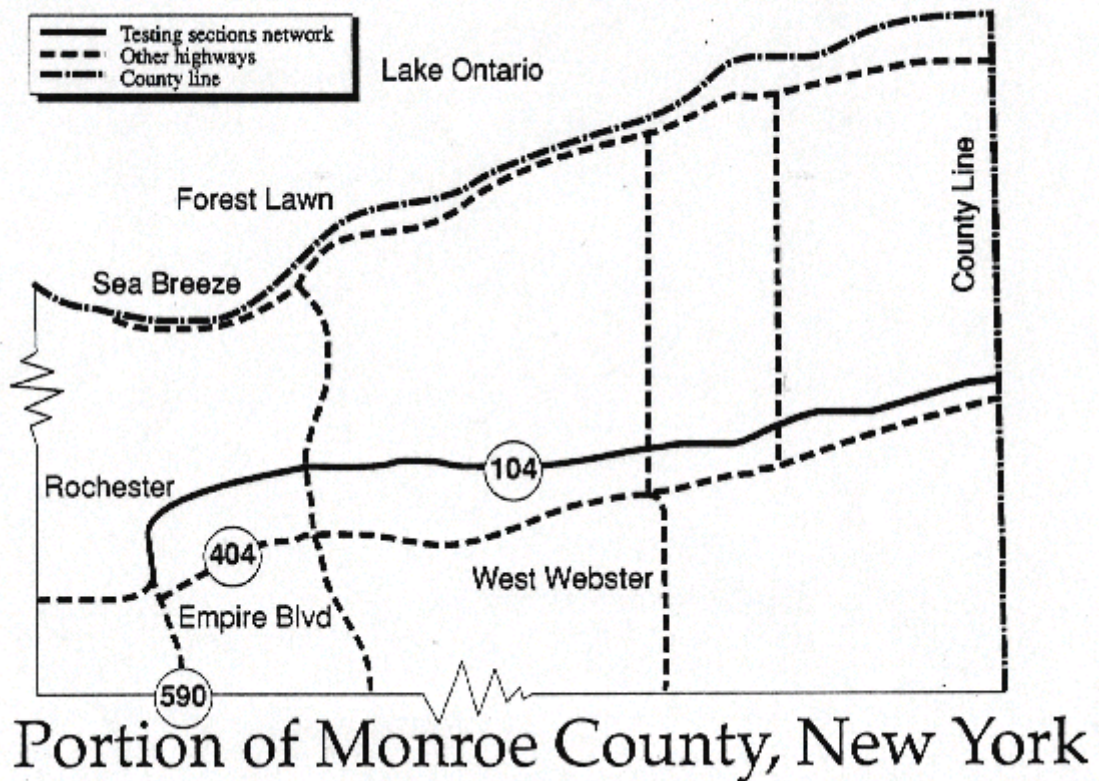 Testing sections network
Other highways
County line
Lake Ontario
Forest Lawn
Sea Breeze
County Line
Rochester
104
404
West Webster
Empire Blvd
590
Portion of Monroe County, New York